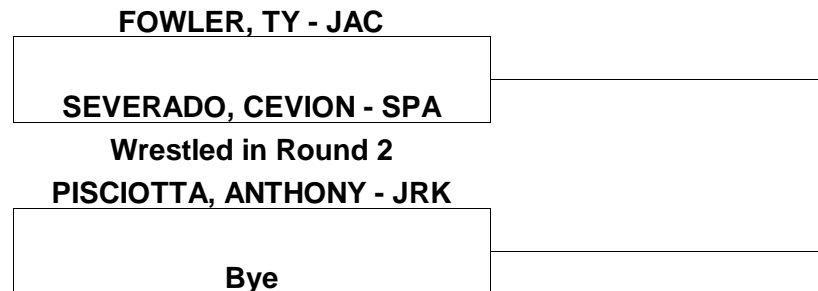 FOWLER, TY - JAC
SEVERADO, CEVION - SPA
Wrestled in Round 2
PISCIOTTA, ANTHONY - JRK
Bye